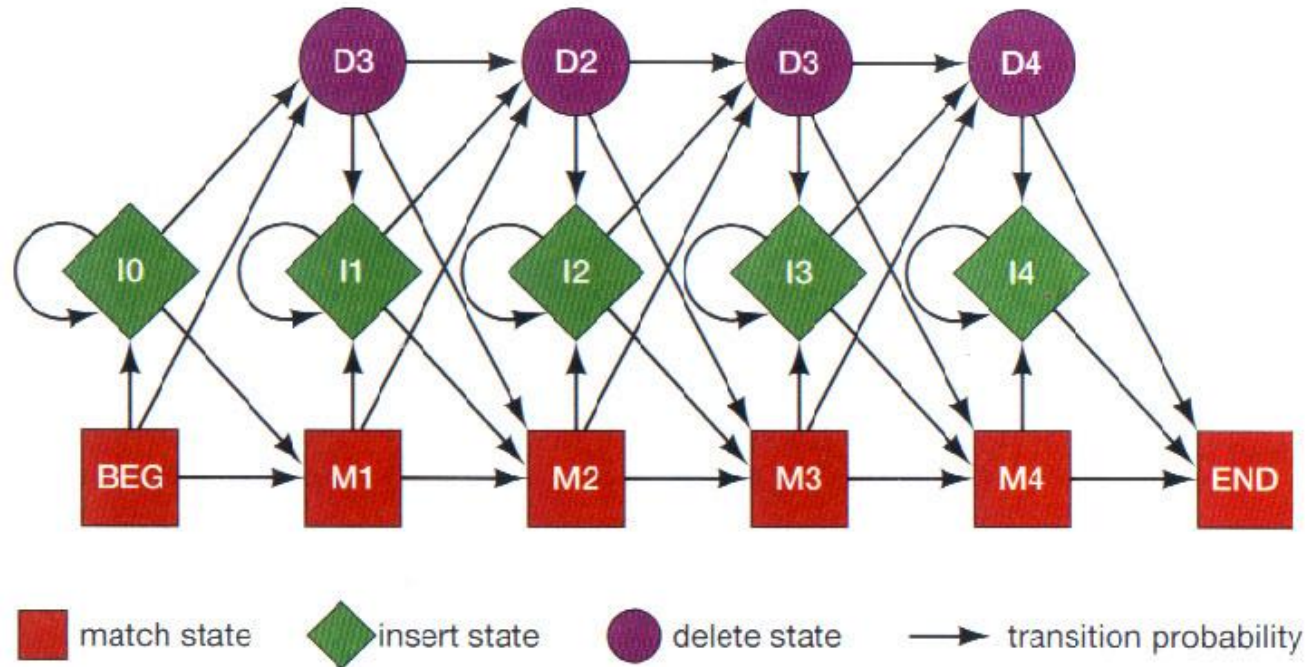 D3 D2 D3 D4
I0 I1 I2 I3 I4
BEG M1 M2 M3 M4 END
match state insert state delete state transition probability